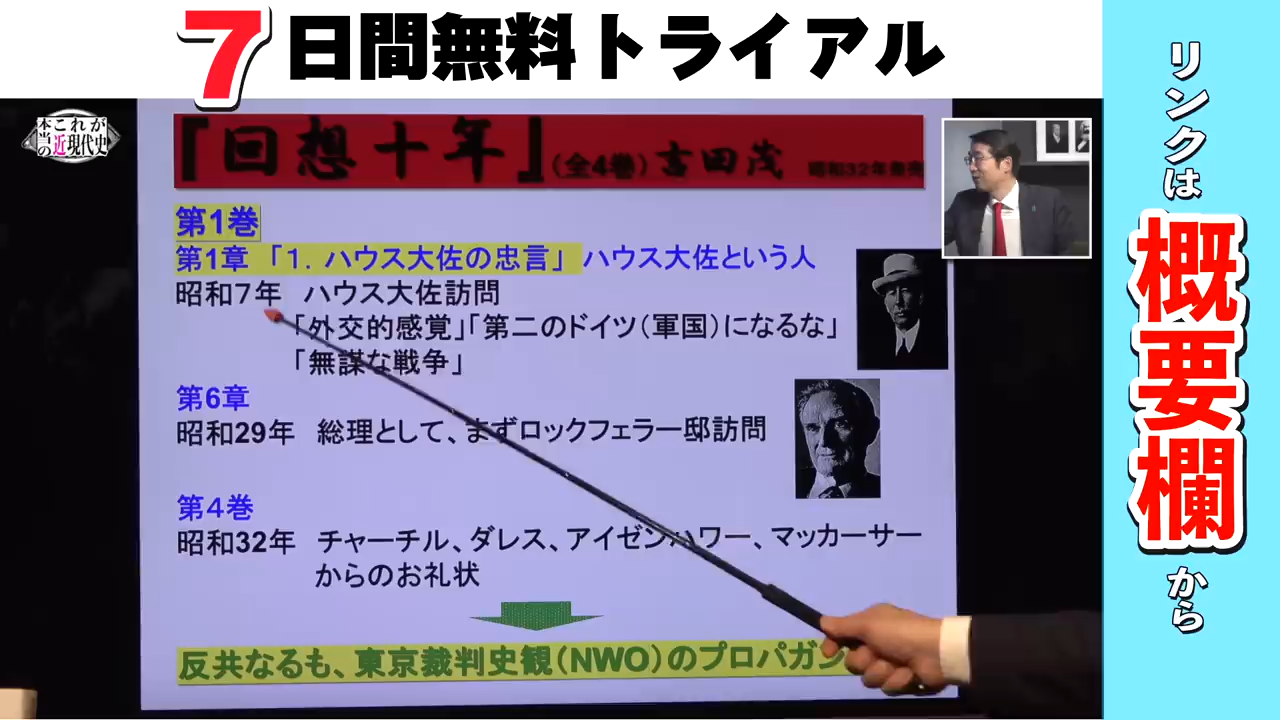 7日間無料トライアル
これが
本当の
近現代史
『回想十年』(全4巻)吉田茂 昭和32年発売
第1巻
第1章 「1．ハウス大佐の忠言」 ハウス大佐という人
昭和7年 ハウス大佐訪問
「外交的感覚」「第二のドイツ(軍国)になるな」
「無謀な戦争」
第6章
昭和29年 総理として、まずロックフェラー邸訪問
第4巻
昭和32年 チャーチル、ダレス、アイゼンハワー、マッカーサー
からのお礼状
反共なるも、東京裁判史観(NWO)のプロパガン
リンクは
概要欄
から